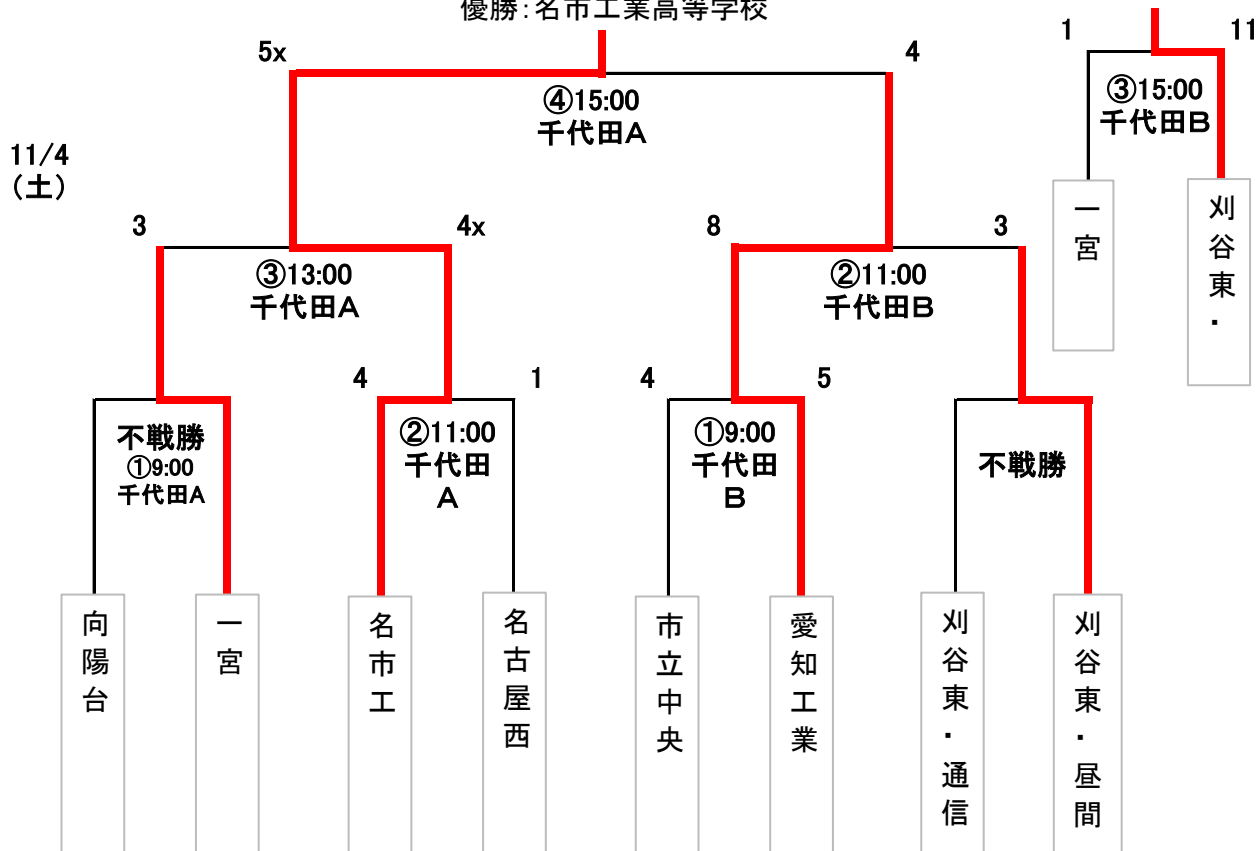 優勝：名市工業高等学校
5x
4
④15:00
千代田A
1
11
③15:00
千代田B
一宮
刈谷東・
11/4
(土)
3
4x
③13:00
千代田A
8
3
②11:00
千代田B
不戦勝
①9:00
千代田A
4
1
②11:00
千代田
A
4
5
①9:00
千代田
B
不戦勝
向陽台
一宮
名市工
名古屋西
市立中央
愛知工業
刈谷東・通信
刈谷東・昼間